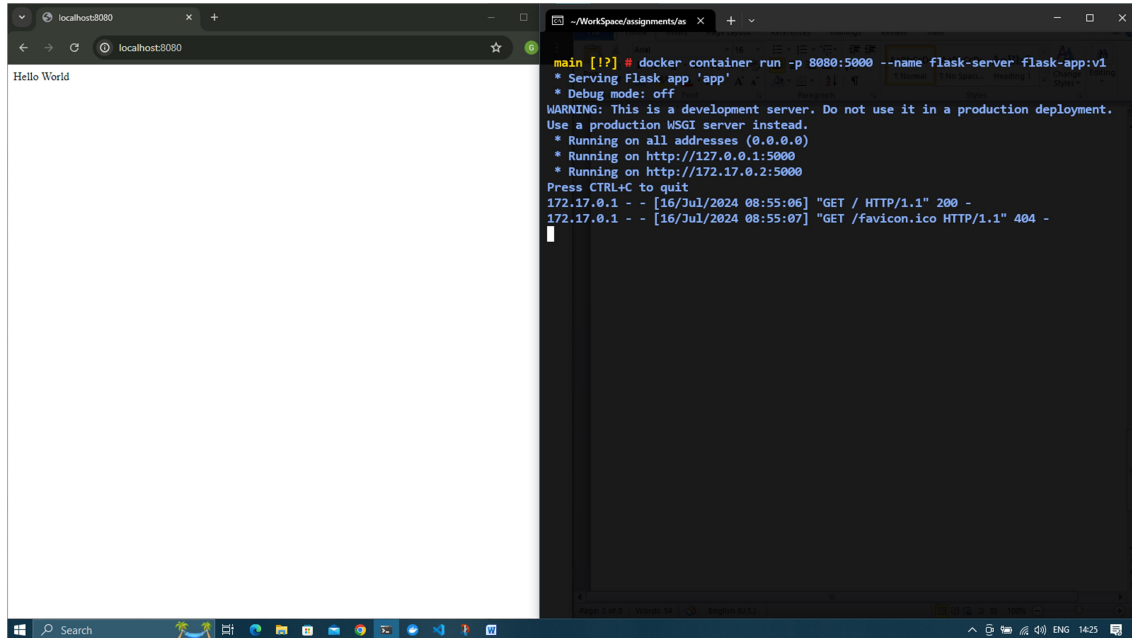 localhost:8080
localhost:8080
G
Hello World
~/WorkSpace/assignments/as
main [!?] # docker container run -p 8080:5000 --name flask-server flask-app:v1
* Serving Flask app 'app'
* Debug mode: off
WARNING: This is a development server. Do not use it in a production deployment.
Use a production WSGI server instead.
* Running on all addresses (0.0.0.0)
* Running on http://127.0.0.1:5000
* Running on http://172.17.0.2:5000
Press CTRL+C to quit
172.17.0.1 - - [16/Jul/2024 08:55:06] "GET / HTTP/1.1" 200 -
172.17.0.1 - - [16/Jul/2024 08:55:07] "GET /favicon.ico HTTP/1.1" 404 -
Search
ENG 14:25